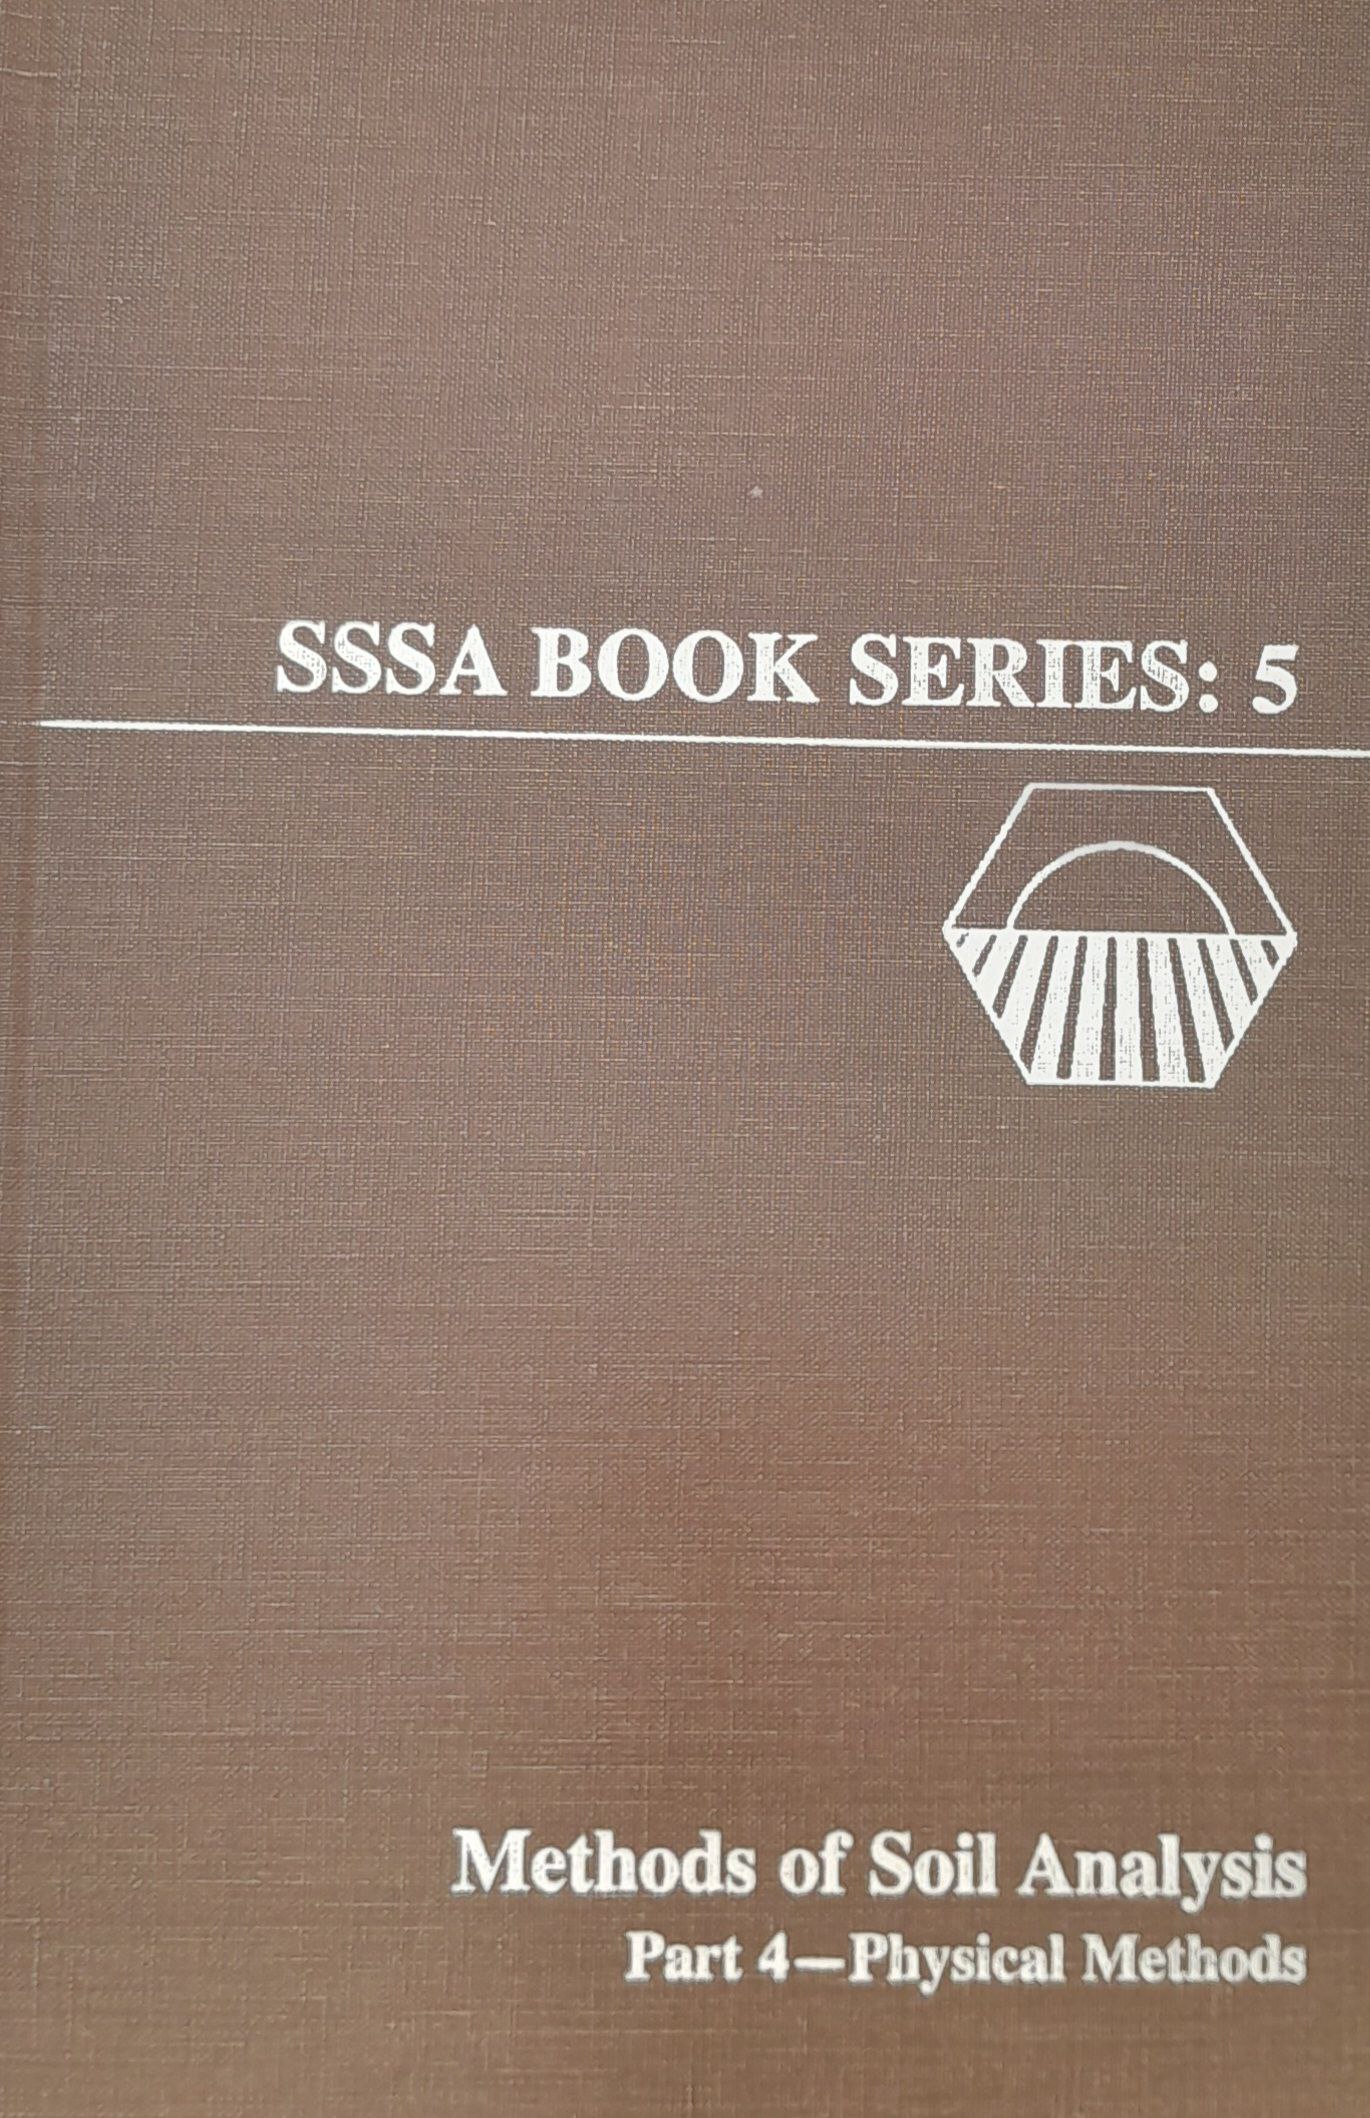 SSSA BOOK SERIES: 5
Methods of Soil Analysis
Part 4—Physical Methods